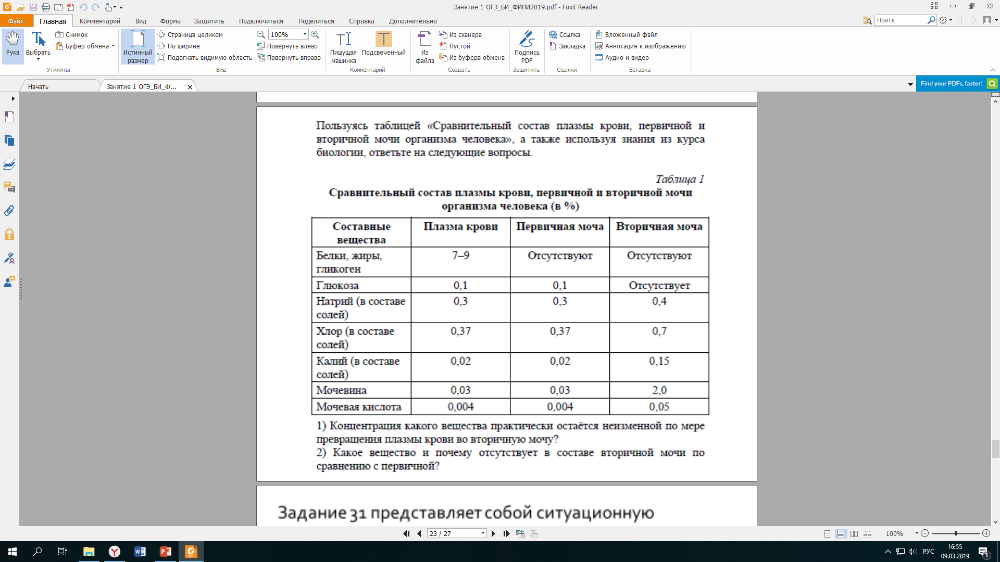 Занятие 1 ОГЭ_БИ_ФИПИ2019.pdf - Foxit Reader
Файл Главная Комментарий Вид Форма Защитить Подключиться Поделиться Справка Дополнительно Поиск
Рука
Выбрать
Снимок
Буфер обмена
Утилиты
Истинный размер
Страница целиком
По ширине
Подогнать видимую область
100%
Повернуть влево
Повернуть вправо
Вид
Пишущая машинка
Подсвеченный
Комментарий
Из файла
Из сканера
Пустой
Из буфера обмена
Создать
Подпись PDF
Защитить
Ссылка
Закладка
Ссылки
Вложенный файл
Аннотация к изображению
Аудио и видео
Вставка
Начать
Занятие 1 ОГЭ_БИ_Ф...
Find your PDFs, faster!
Пользуясь таблицей «Сравнительный состав плазмы крови, первичной и
вторичной мочи организма человека», а также используя знания из курса
биологии, ответьте на следующие вопросы.
Таблица 1
Сравнительный состав плазмы крови, первичной и вторичной мочи
организма человека (в %)
Составные вещества Плазма крови Первичная моча Вторичная моча
Белки, жиры, гликоген 7–9 Отсутствуют Отсутствуют
Глюкоза 0,1 0,1 Отсутствует
Натрий (в составе солей) 0,3 0,3 0,4
Хлор (в составе солей) 0,37 0,37 0,7
Калий (в составе солей) 0,02 0,02 0,15
Мочевина 0,03 0,03 2,0
Мочевая кислота 0,004 0,004 0,05
1) Концентрация какого вещества практически остаётся неизменной по мере
превращения плазмы крови во вторичную мочу?
2) Какое вещество и почему отсутствует в составе вторичной мочи по
сравнению с первичной?
Задание 31 представляет собой ситуационную
23 / 27
100%
РУС
16:55
09.03.2019
1